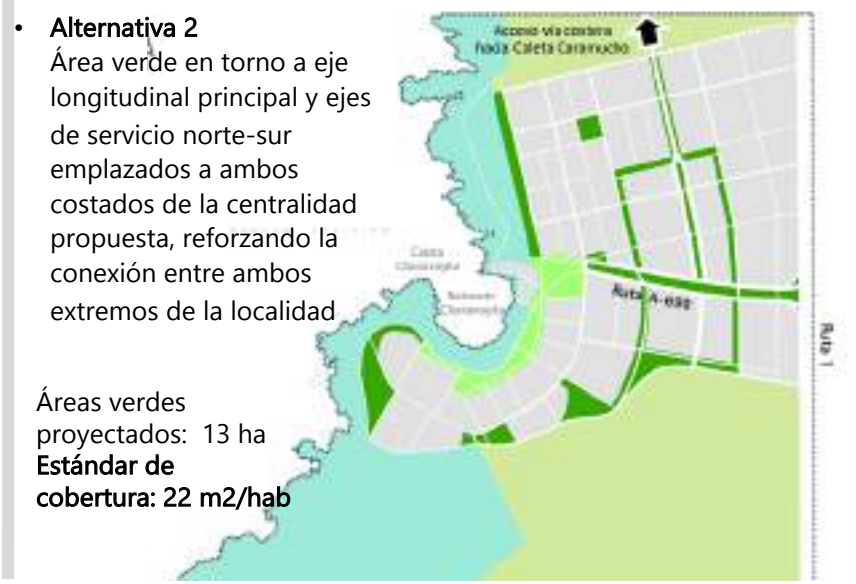 • Alternativa 2
Área verde en torno a eje
longitudinal principal y ejes
de servicio norte-sur
emplazados a ambos
costados de la centralidad
propuesta, reforzando la
conexión entre ambos
extremos de la localidad
Áreas verdes
proyectados: 13 ha
Estándar de
cobertura: 22 m2/hab
Acceso vía costera
hacia Caleta Caramucho
Caleta
Ruta A-690
Ruta 1